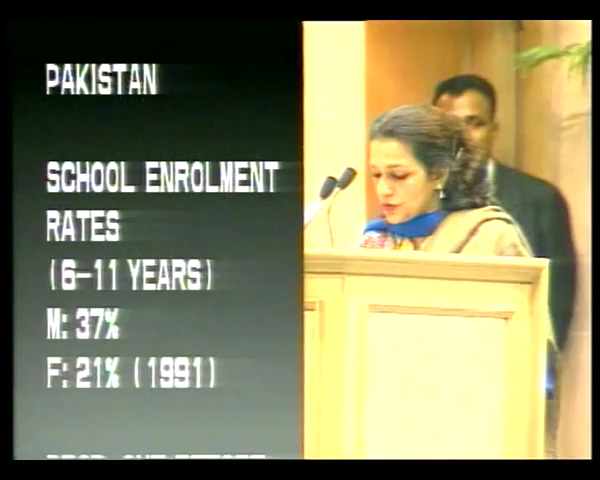 PAKISTAN
SCHOOL ENROLMENT
RATES
(6-11 YEARS)
M: 37%
F: 21% (1991)